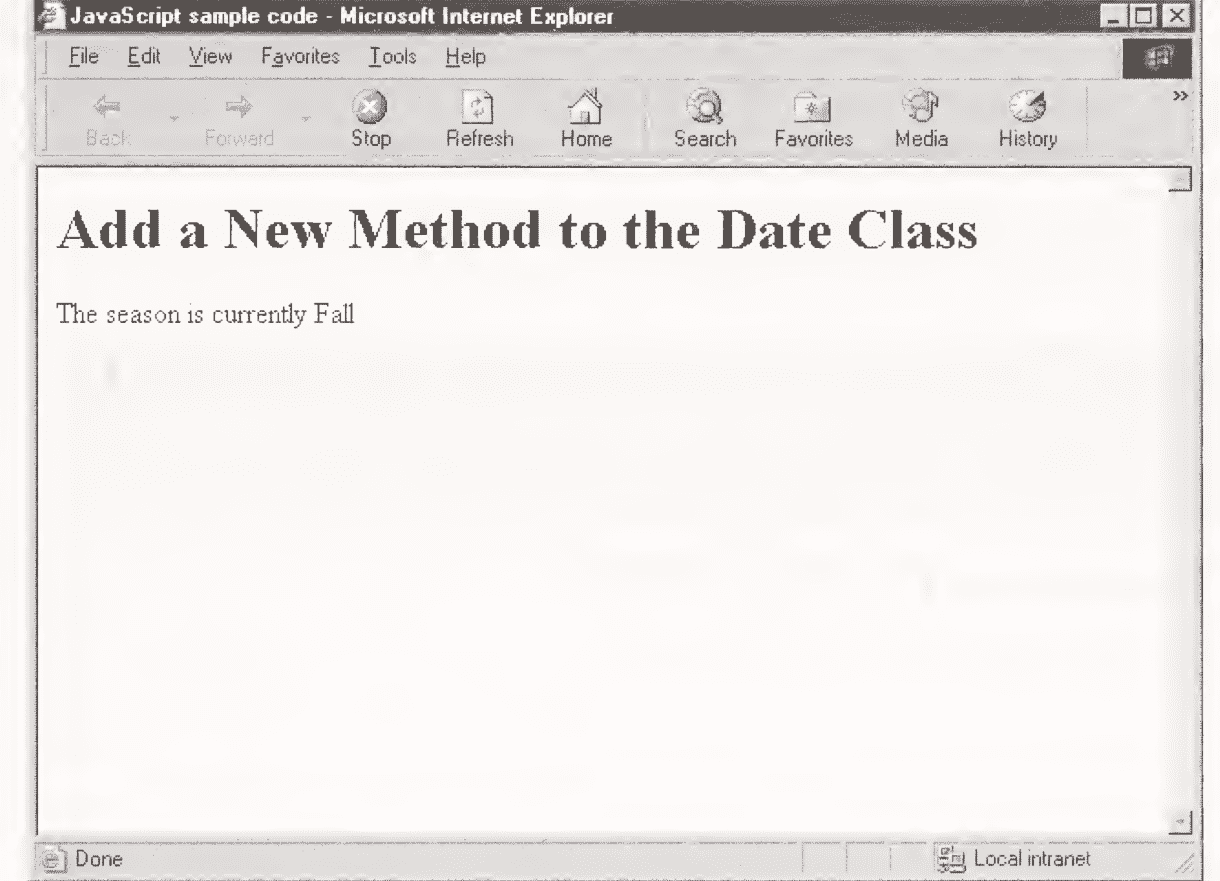 JavaScript sample code - Microsoft Internet Explorer
File Edit View Favorites Tools Help
Back Forward Stop Refresh Home Search Favorites Media History »
Add a New Method to the Date Class
The season is currently Fall
Done Local intranet